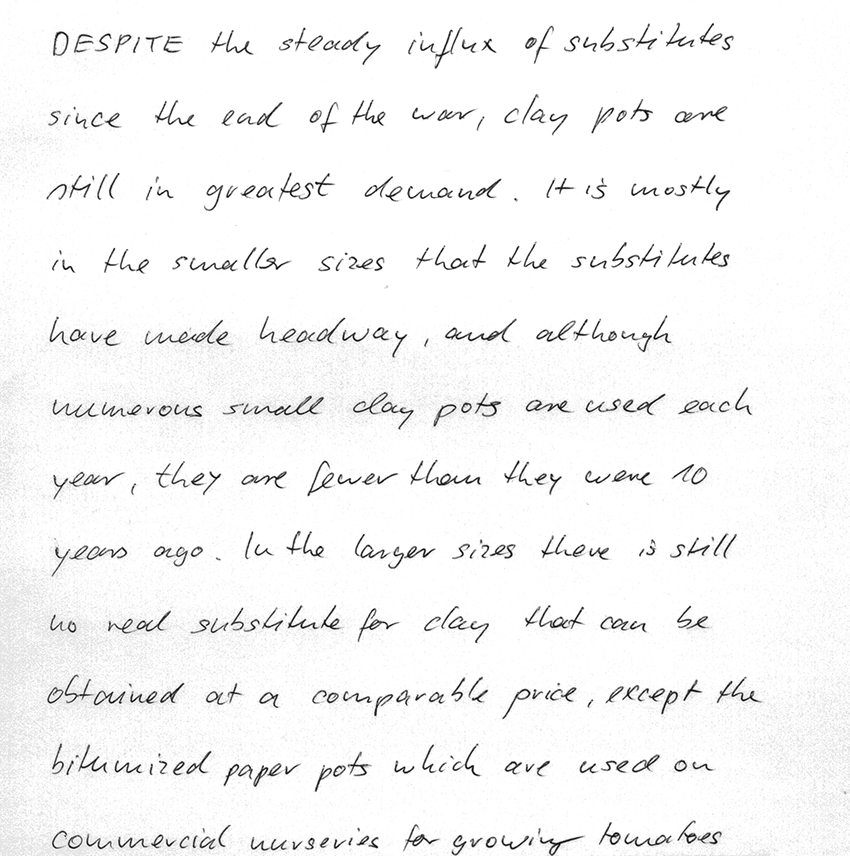 DESPITE the steady influx of substitutes
since the end of the war, clay pots are
still in greatest demand. It is mostly
in the smaller sizes that the substitutes
have made headway, and although
numerous small clay pots are used each
year, they are fewer than they were 10
years ago. In the larger sizes there is still
no real substitute for clay that can be
obtained at a comparable price, except the
bitumized paper pots which are used on
commercial nurseries for growing tomatoes